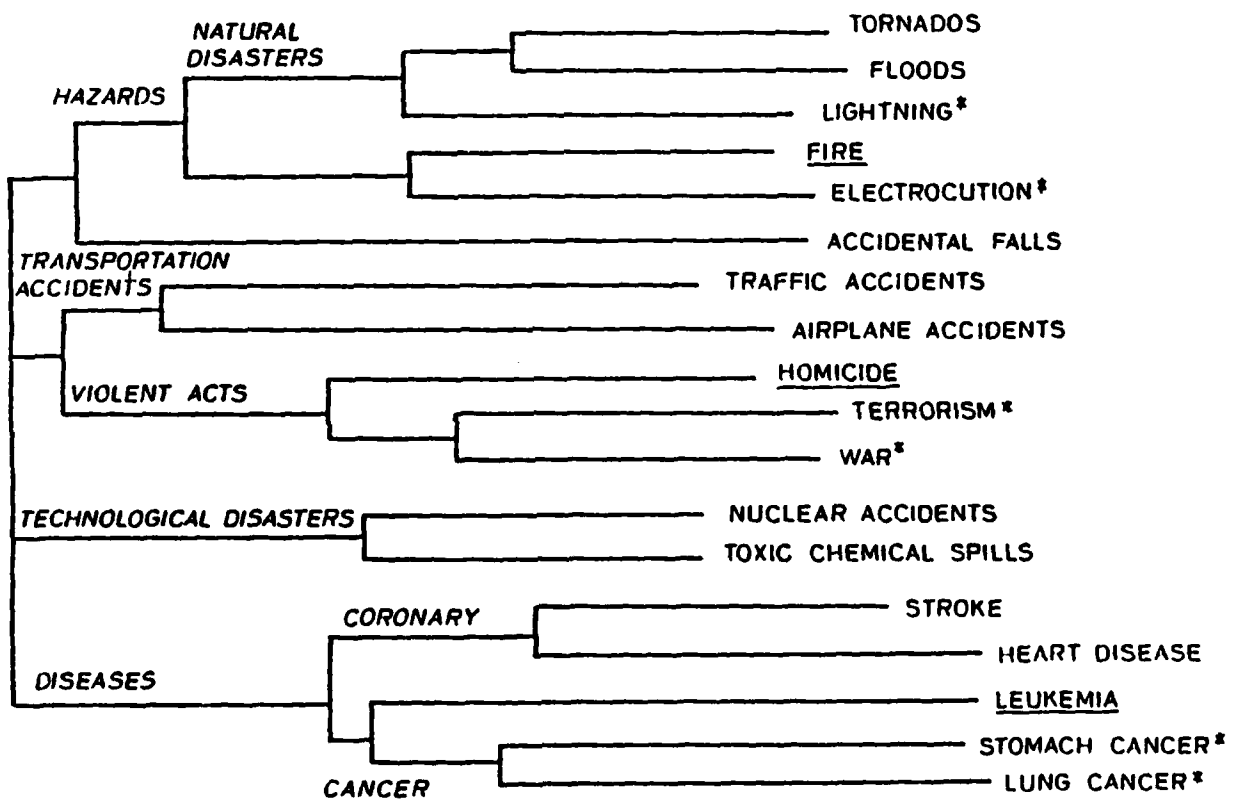 NATURAL
DISASTERS
TORNADOS
FLOODS
HAZARDS
LIGHTNING*
FIRE
ELECTROCUTION*
ACCIDENTAL FALLS
TRANSPORTATION
ACCIDENTS
TRAFFIC ACCIDENTS
AIRPLANE ACCIDENTS
HOMICIDE
VIOLENT ACTS
TERRORISM*
WAR*
TECHNOLOGICAL DISASTERS
NUCLEAR ACCIDENTS
TOXIC CHEMICAL SPILLS
CORONARY
STROKE
HEART DISEASE
DISEASES
LEUKEMIA
STOMACH CANCER*
LUNG CANCER*
CANCER